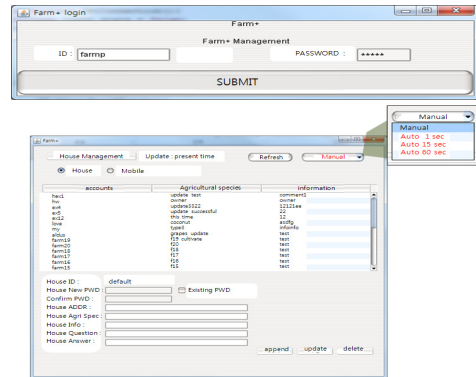 Farm+ login
Farm+
Farm+ Management
ID : farmp PASSWORD : *****
SUBMIT
Manual
Manual
Auto 1 sec
Auto 15 sec
Auto 60 sec
Farm+
House Management Update : present time Refresh Manual
House Mobile
accounts Agricultural species information
hex1 update test comment1
hw owner owner
ex4 update5322 12121aa
ex5 update successful 22
ex12 this time 12
love coconut asdfg
my type3 infoinfo
aldus grapes update test
farm19 f19 cultivate test
farm20 f20 test
farm18 f18 test
farm17 f17 test
farm16 f16 test
farm15 f15 test
House ID : default
House New PWD : Existing PWD
Confirm PWD :
House ADDR :
House Agri Spec :
House Info :
House Question :
House Answer :
append update delete